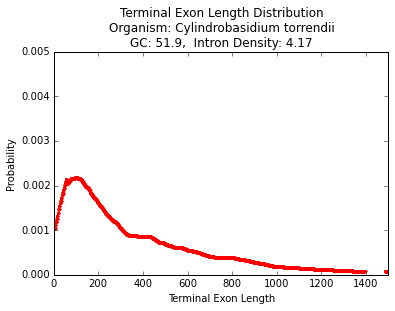 Terminal Exon Length Distribution
Organism: Cylindrobasidium torrendii
GC: 51.9,  Intron Density: 4.17
0.005
0.004
0.003
0.002
0.001
0.000
Probability
0 200 400 600 800 1000 1200 1400
Terminal Exon Length